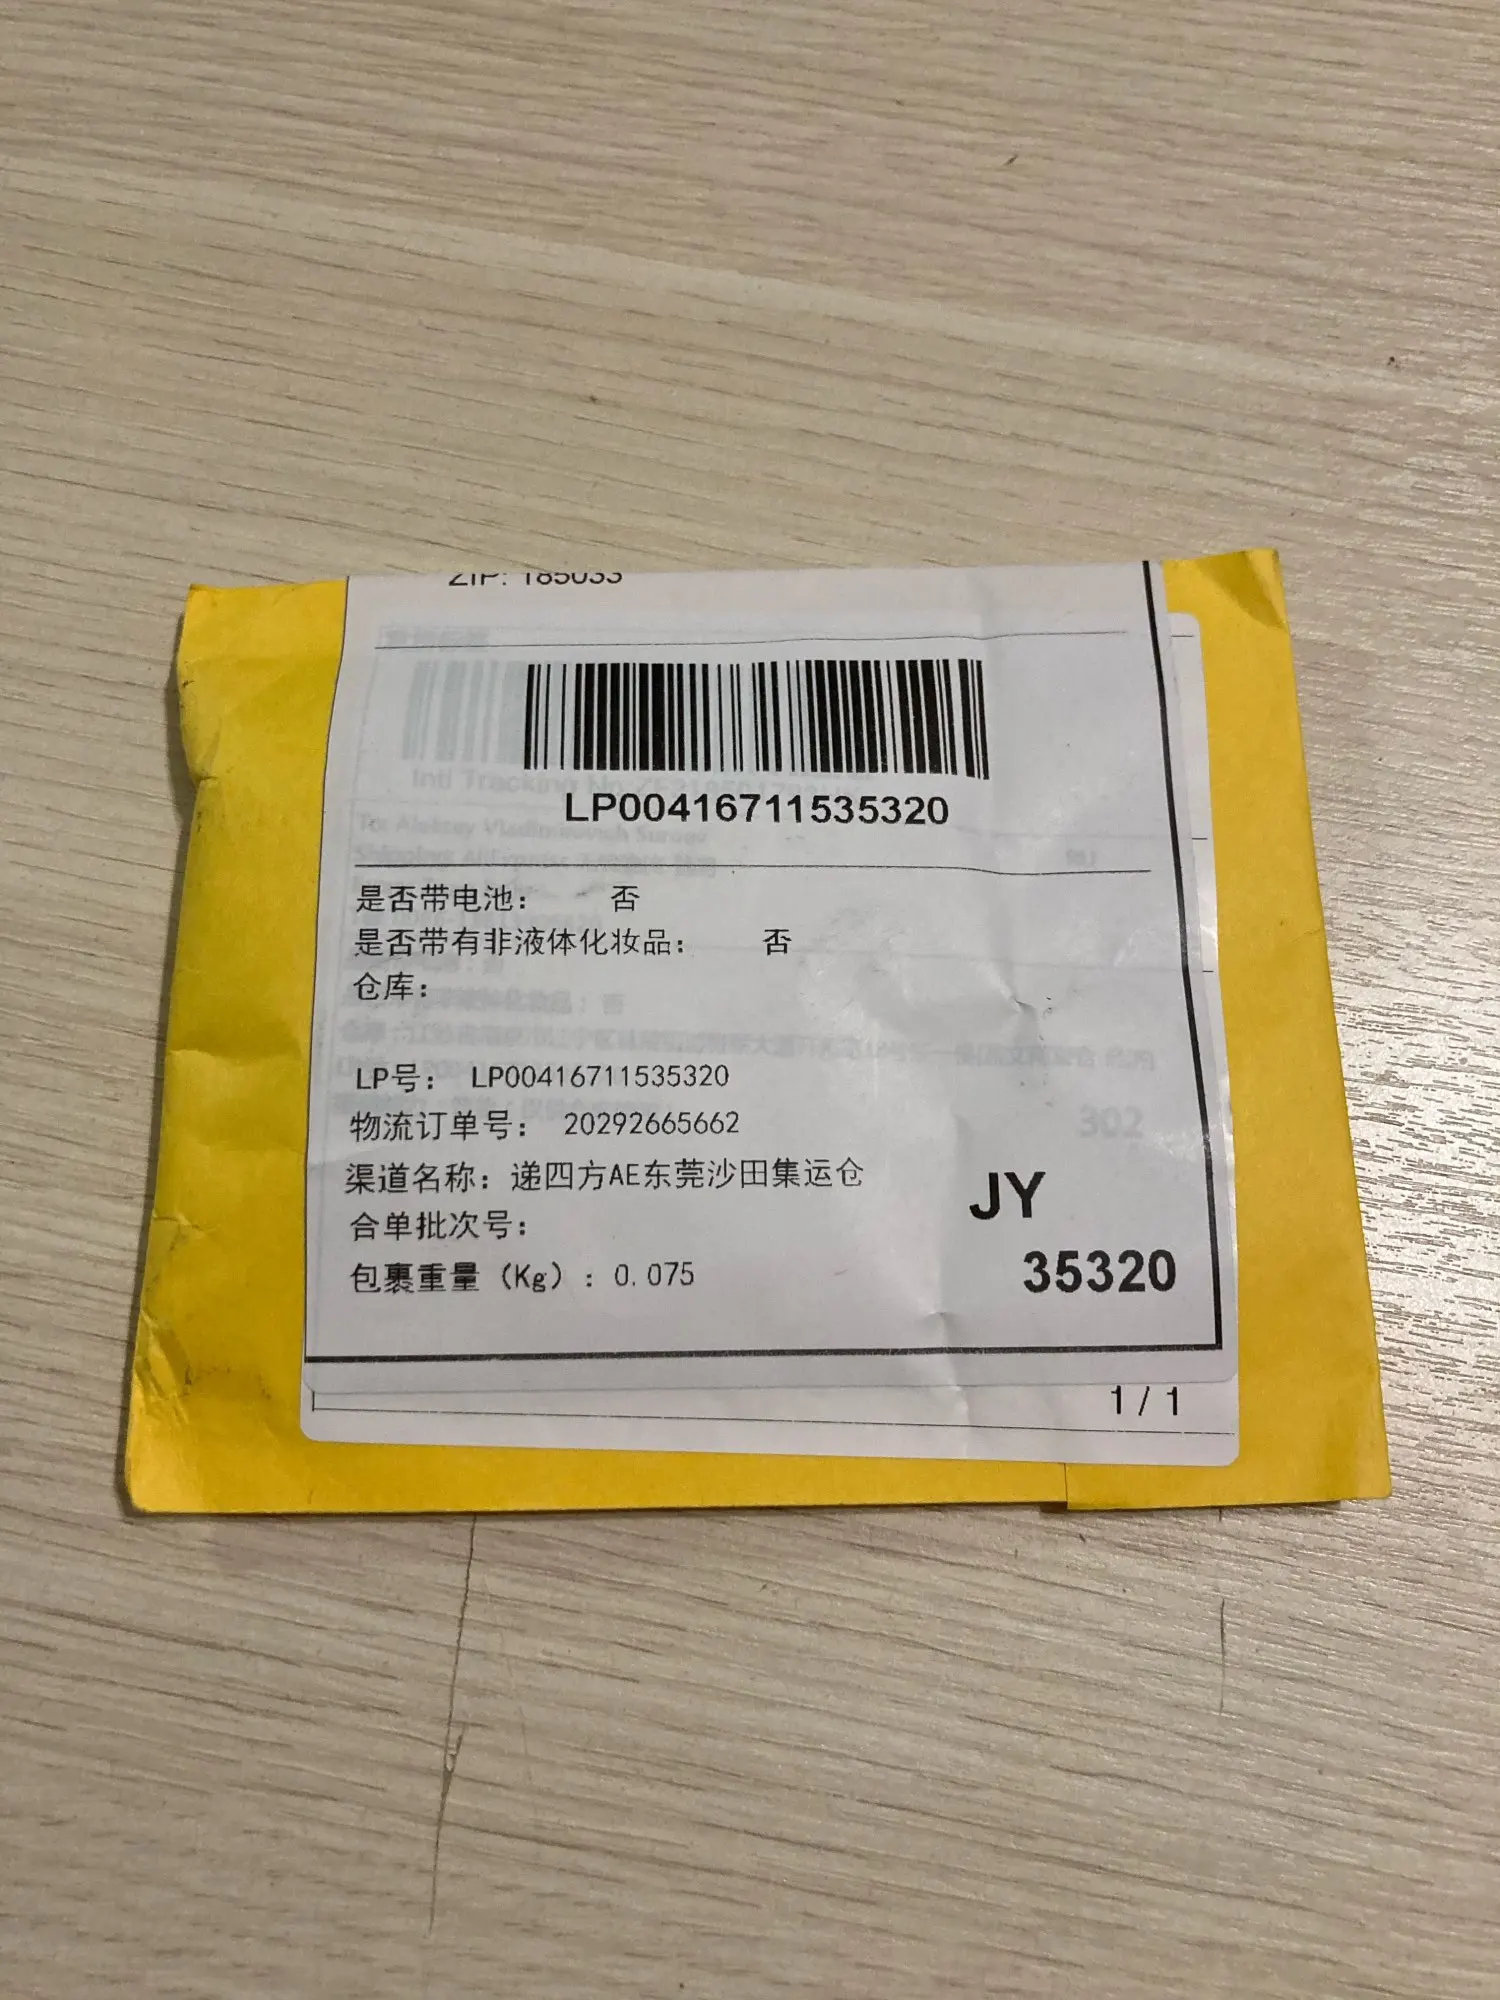 ZIP: 185033
LP00416711535320
是否带电池： 否
是否带有非液体化妆品： 否
仓库：
LP号： LP00416711535320
物流订单号： 20292665662
渠道名称：递四方AE东莞沙田集运仓
JY
合单批次号：
包裹重量（Kg）：0.075
35320
1 / 1